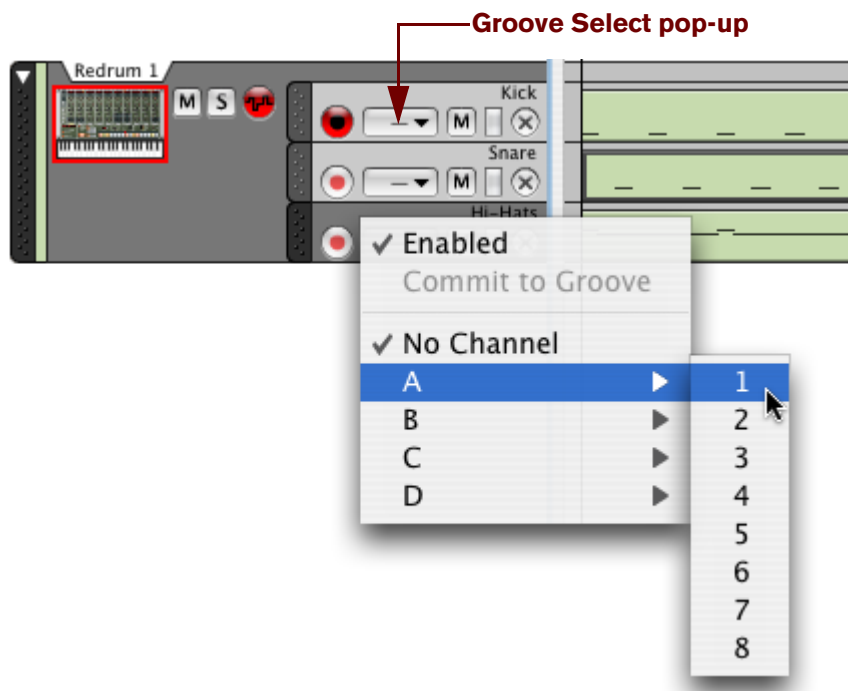 Groove Select pop-up
Redrum 1
M S
Kick
M
Snare
M
Hi-Hats
Enabled
Commit to Groove
No Channel
A
B
C
D
1
2
3
4
5
6
7
8